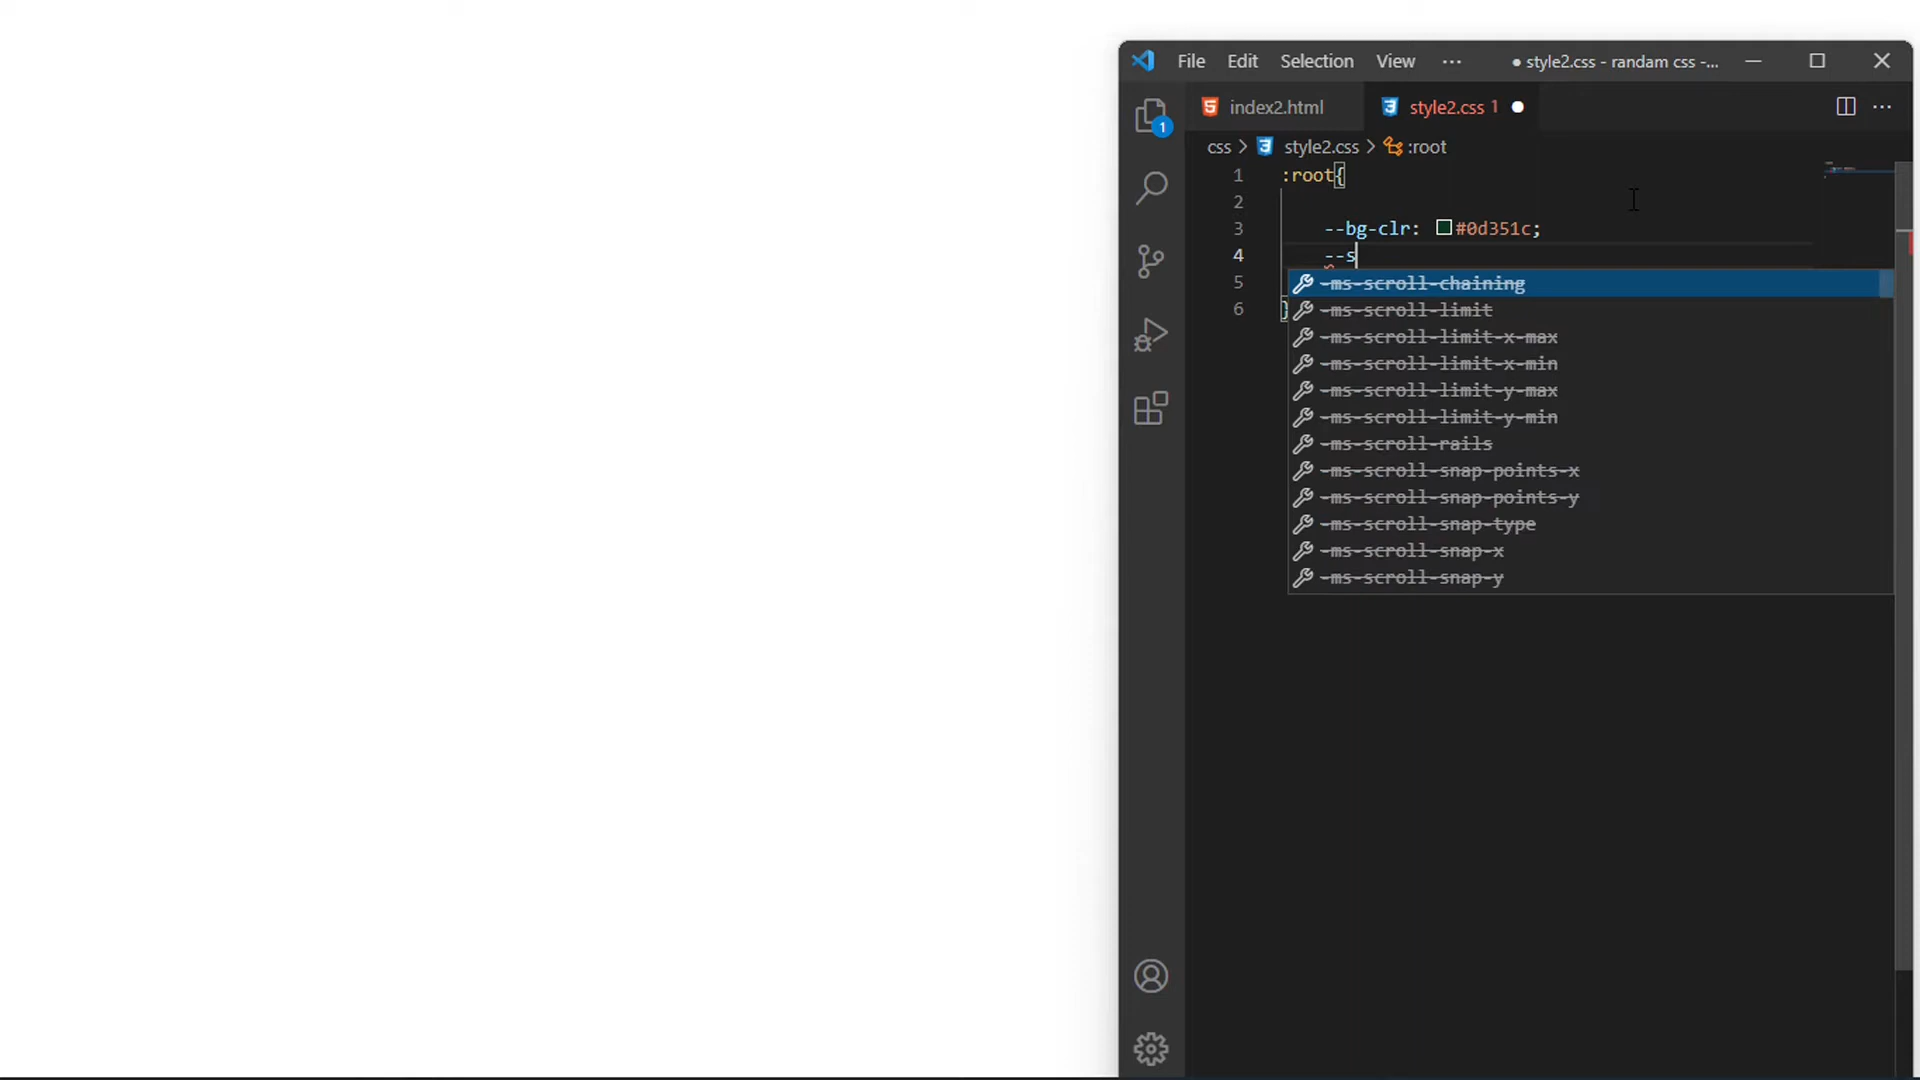 File Edit Selection View ··· ● style2.css - randam css -...
index2.html style2.css 1 ● ···
1
css > style2.css > :root
1 :root{
2
3 --bg-clr: #0d351c;
4 --s
5 -ms-scroll-chaining
6 } -ms-scroll-limit
-ms-scroll-limit-x-max
-ms-scroll-limit-x-min
-ms-scroll-limit-y-max
-ms-scroll-limit-y-min
-ms-scroll-rails
-ms-scroll-snap-points-x
-ms-scroll-snap-points-y
-ms-scroll-snap-type
-ms-scroll-snap-x
-ms-scroll-snap-y